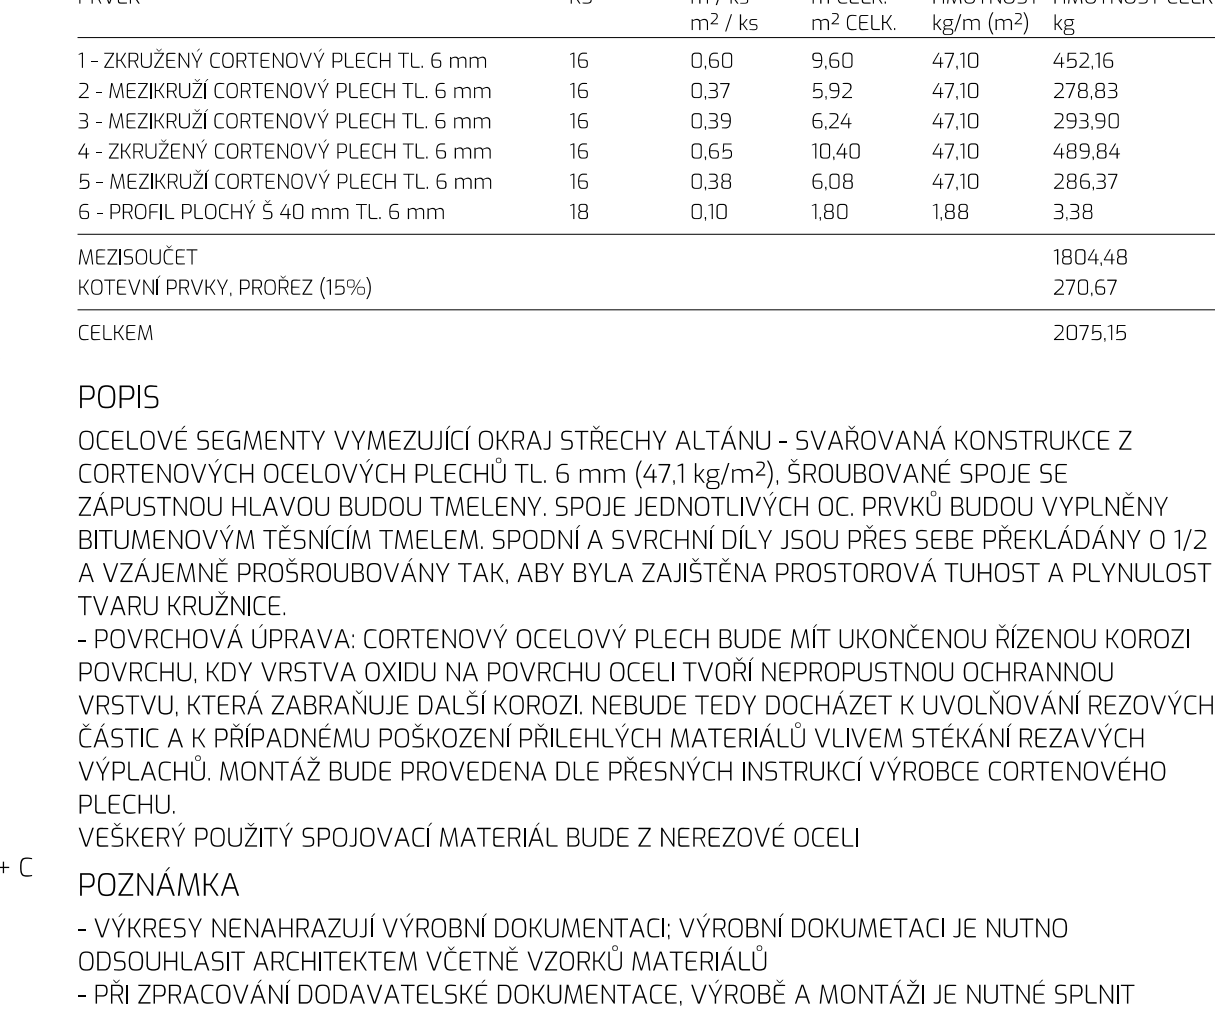 PRVEK KS m / ks m CELK. HMOTNOST HMOTNOST CELK
m² / ks m² CELK. kg/m (m²) kg
1 - ZKRUŽENÝ CORTENOVÝ PLECH TL. 6 mm 16 0,60 9,60 47,10 452,16
2 - MEZIKRUŽÍ CORTENOVÝ PLECH TL. 6 mm 16 0,37 5,92 47,10 278,83
3 - MEZIKRUŽÍ CORTENOVÝ PLECH TL. 6 mm 16 0,39 6,24 47,10 293,90
4 - ZKRUŽENÝ CORTENOVÝ PLECH TL. 6 mm 16 0,65 10,40 47,10 489,84
5 - MEZIKRUŽÍ CORTENOVÝ PLECH TL. 6 mm 16 0,38 6,08 47,10 286,37
6 - PROFIL PLOCHÝ Š 40 mm TL. 6 mm 18 0,10 1,80 1,88 3,38
MEZISOUČET 1804,48
KOTEVNÍ PRVKY, PROŘEZ (15%) 270,67
CELKEM 2075,15
POPIS
OCELOVÉ SEGMENTY VYMEZUJÍCÍ OKRAJ STŘECHY ALTÁNU - SVAŘOVANÁ KONSTRUKCE Z
CORTENOVÝCH OCELOVÝCH PLECHŮ TL. 6 mm (47,1 kg/m²), ŠROUBOVANÉ SPOJE SE
ZÁPUSTNOU HLAVOU BUDOU TMELENY. SPOJE JEDNOTLIVÝCH OC. PRVKŮ BUDOU VYPLNĚNY
BITUMENOVÝM TĚSNÍCÍM TMELEM. SPODNÍ A SVRCHNÍ DÍLY JSOU PŘES SEBE PŘEKLÁDÁNY O 1/2
A VZÁJEMNĚ PROŠROUBOVÁNY TAK, ABY BYLA ZAJIŠTĚNA PROSTOROVÁ TUHOST A PLYNULOST
TVARU KRUŽNICE.
- POVRCHOVÁ ÚPRAVA: CORTENOVÝ OCELOVÝ PLECH BUDE MÍT UKONČENOU ŘÍZENOU KOROZI
POVRCHU, KDY VRSTVA OXIDU NA POVRCHU OCELI TVOŘÍ NEPROPUSTNOU OCHRANNOU
VRSTVU, KTERÁ ZABRAŇUJE DALŠÍ KOROZI. NEBUDE TEDY DOCHÁZET K UVOLŇOVÁNÍ REZOVÝCH
ČÁSTIC A K PŘÍPADNÉMU POŠKOZENÍ PŘILEHLÝCH MATERIÁLŮ VLIVEM STÉKÁNÍ REZAVÝCH
VÝPLACHŮ. MONTÁŽ BUDE PROVEDENA DLE PŘESNÝCH INSTRUKCÍ VÝROBCE CORTENOVÉHO
PLECHU.
VEŠKERÝ POUŽITÝ SPOJOVACÍ MATERIÁL BUDE Z NEREZOVÉ OCELI
+ C
POZNÁMKA
- VÝKRESY NENAHRAZUJÍ VÝROBNÍ DOKUMENTACI; VÝROBNÍ DOKUMETACI JE NUTNO
ODSOUHLASIT ARCHITEKTEM VČETNĚ VZORKŮ MATERIÁLŮ
- PŘI ZPRACOVÁNÍ DODAVATELSKÉ DOKUMENTACE, VÝROBĚ A MONTÁŽI JE NUTNÉ SPLNIT